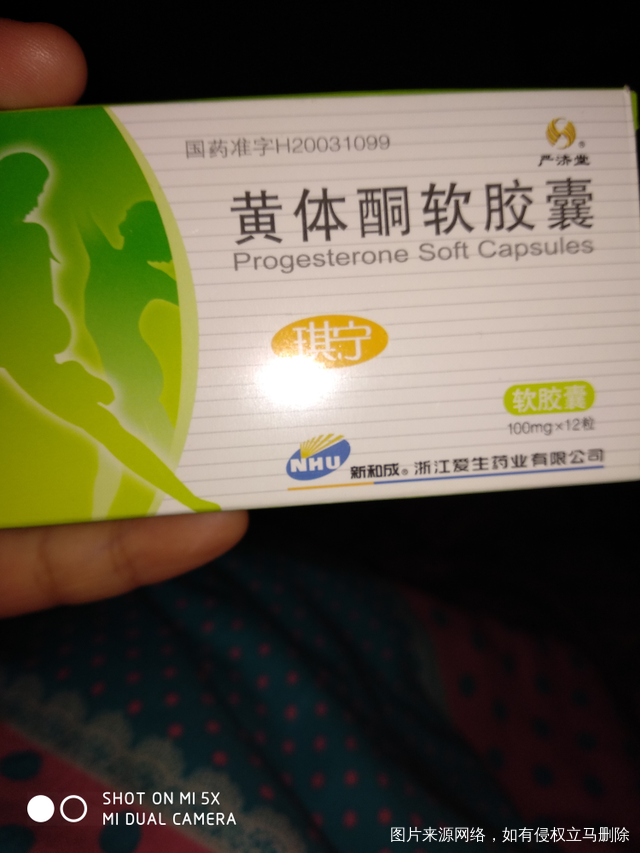 国药准字H20031099
严济堂
黄体酮软胶囊
Progesterone Soft Capsules
琪宁
软胶囊
100mg×12粒
NHU 新和成® 浙江爱生药业有限公司
SHOT ON MI 5X
MI DUAL CAMERA
图片来源网络，如有侵权立马删除